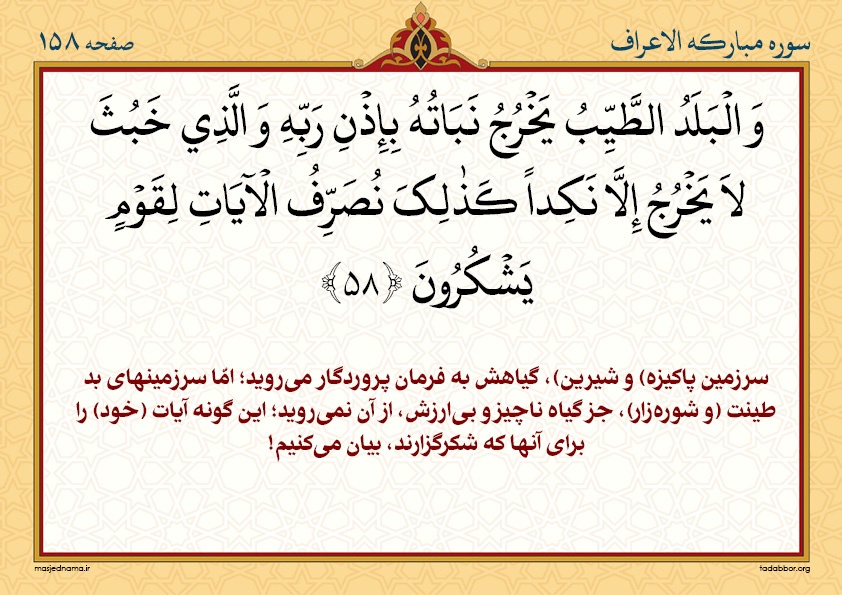 سوره مبارکه الاعراف
صفحه ۱۵۸
وَ الْبَلَدُ الطَّيِّبُ يَخْرُجُ نَبَاتُهُ بِإِذْنِ رَبِّهِ وَ الَّذِي خَبُثَ
لاَ يَخْرُجُ إِلَّا نَکِداً کَذٰلِکَ نُصَرِّفُ الْآيَاتِ لِقَوْمٍ
يَشْکُرُونَ ﴿۵۸﴾
سرزمین پاکیزه) و شیرین)، گیاهش به فرمان پروردگار می‌روید؛ امّا سرزمینهای بد
طینت (و شوره‌زار)، جز گیاه ناچیز و بی‌ارزش، از آن نمی‌روید؛ این گونه آیات (خود) را
برای آنها که شکرگزارند، بیان می‌کنیم!
masjednama.ir
tadabbor.org